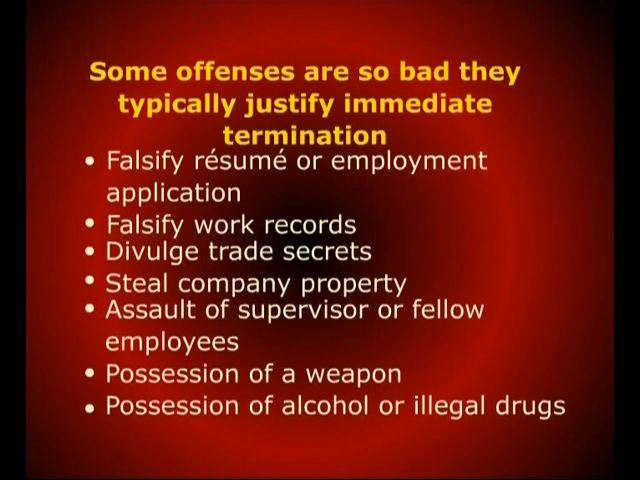 Some offenses are so bad they
typically justify immediate
termination
• Falsify résumé or employment
application
• Falsify work records
• Divulge trade secrets
• Steal company property
• Assault of supervisor or fellow
employees
• Possession of a weapon
• Possession of alcohol or illegal drugs